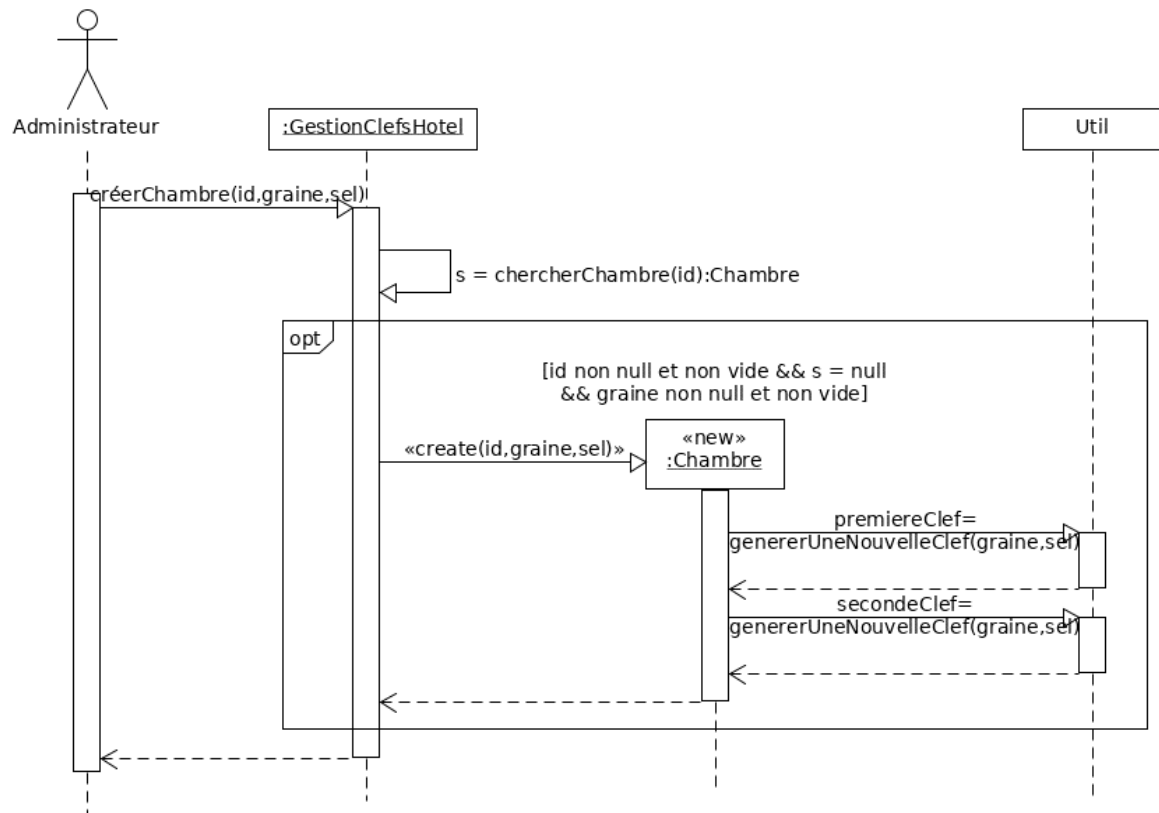 Administrateur
:GestionClefsHotel
Util
créerChambre(id,graine,sel)
s = chercherChambre(id):Chambre
opt
[id non null et non vide && s = null
&& graine non null et non vide]
«create(id,graine,sel)»
«new»
:Chambre
premiereClef=
genererUneNouvelleClef(graine,sel)
secondeClef=
genererUneNouvelleClef(graine,sel)